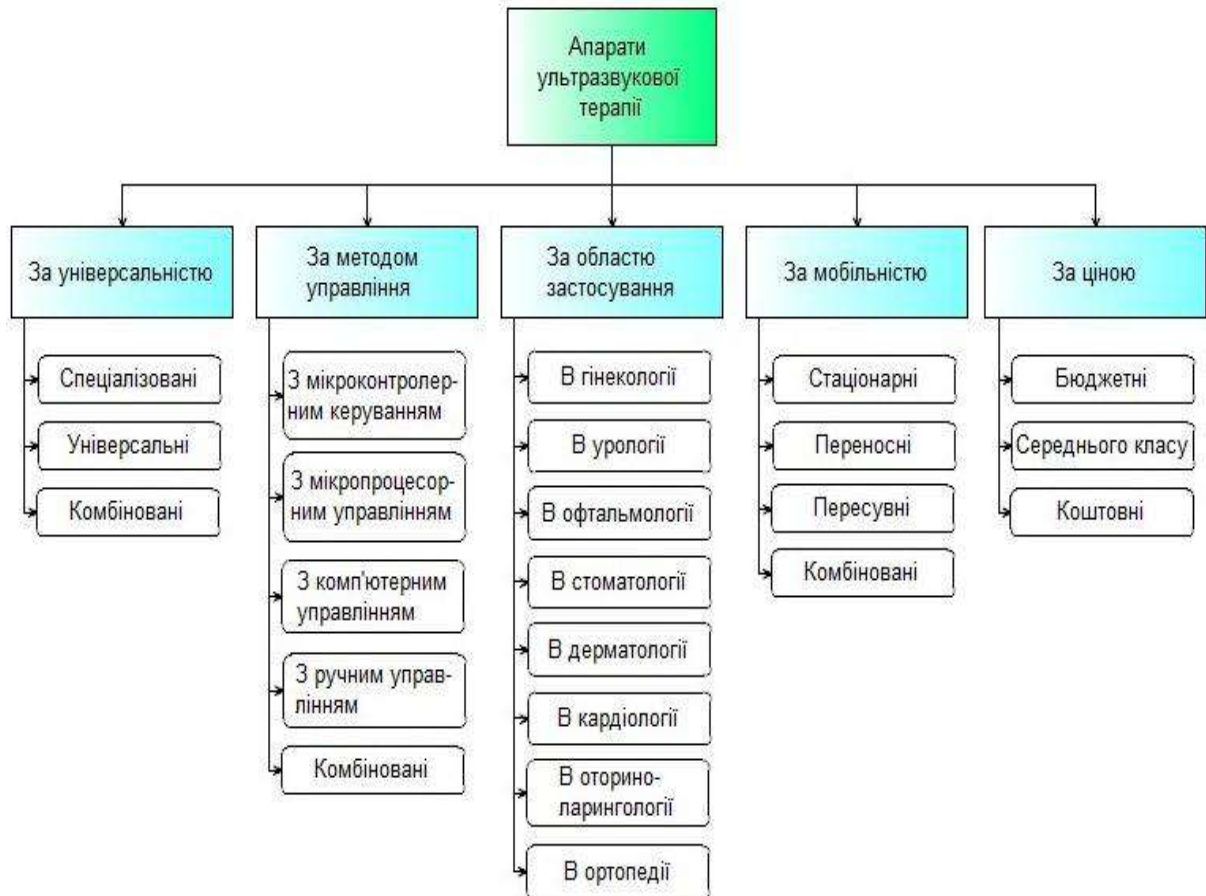 Апарати
ультразвукової
терапії
За універсальністю
Спеціалізовані
Універсальні
Комбіновані
За методом
управління
З мікроконтролер-
ним керуванням
З мікропроцесор-
ним управлінням
З комп'ютерним
управлінням
З ручним управ-
лінням
Комбіновані
За областю
застосування
В гінекології
В урології
В офтальмології
В стоматології
В дерматології
В кардіології
В оторино-
ларингології
В ортопедії
За мобільністю
Стаціонарні
Переносні
Пересувні
Комбіновані
За ціною
Бюджетні
Середнього класу
Коштовні